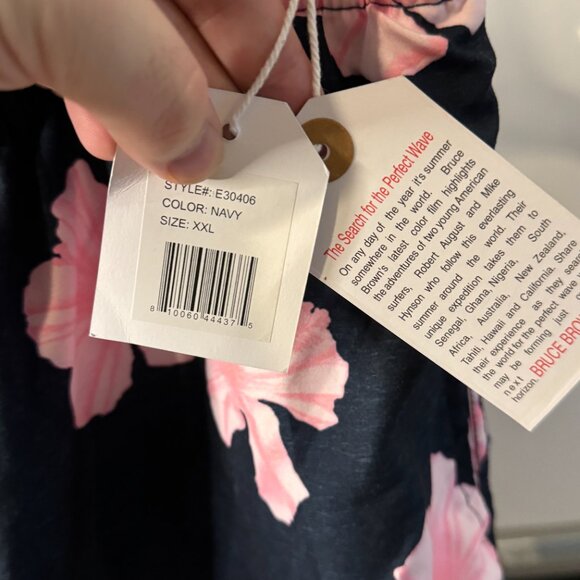 STYLE#: E30406
COLOR: NAVY
SIZE: XXL
8 10060 44437 5
The Search for the Perfect Wave
On any day of the year it's summer
somewhere in the world. Bruce
Brown's latest color film highlights
the adventures of two young American
surfers, Robert August and Mike
Hynson who follow this everlasting
summer around the world. Their
unique expedition takes them to
Senegal, Ghana, Nigeria, South
Africa, Australia, New Zealand,
Tahiti, Hawaii and California. Share
their experience as they search
the world for the perfect wave
may be forming just
next
horizon.
BRUCE BROW